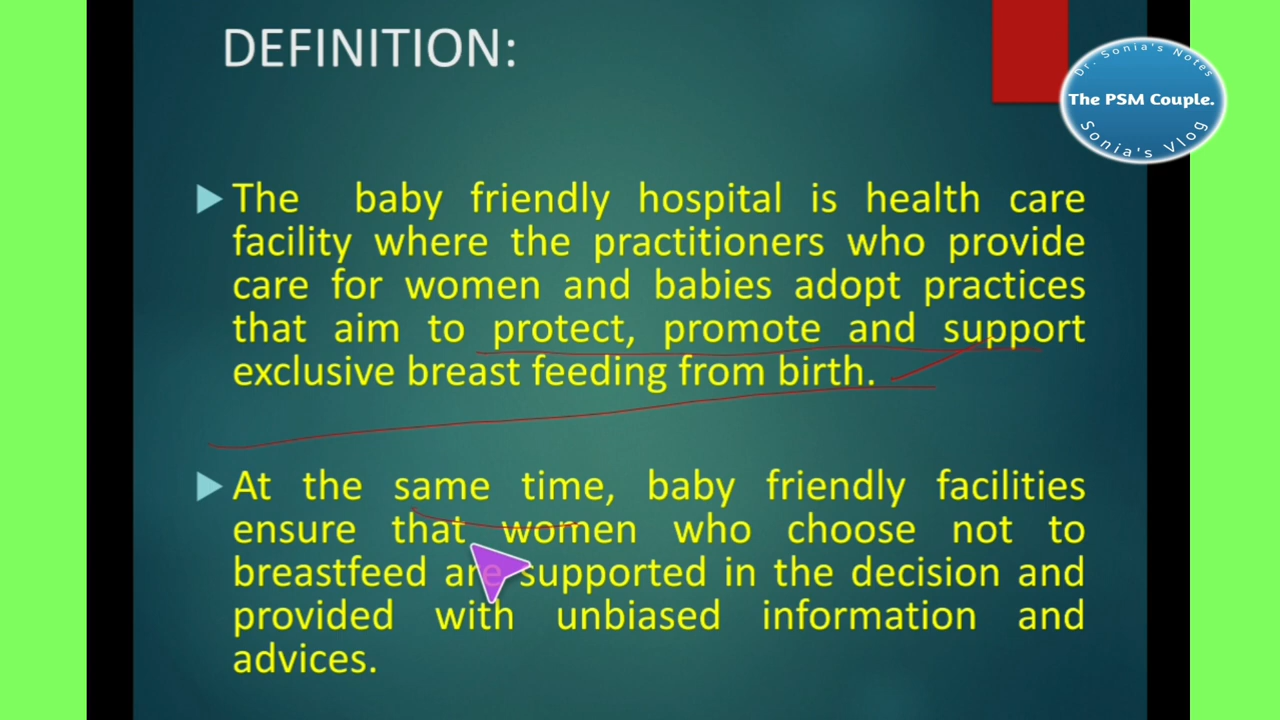 DEFINITION:
Dr. Sonia's Notes
The PSM Couple.
Sonia's Vlog
The baby friendly hospital is health care
facility where the practitioners who provide
care for women and babies adopt practices
that aim to protect, promote and support
exclusive breast feeding from birth.
At the same time, baby friendly facilities
ensure that women who choose not to
breastfeed are supported in the decision and
provided with unbiased information and
advices.